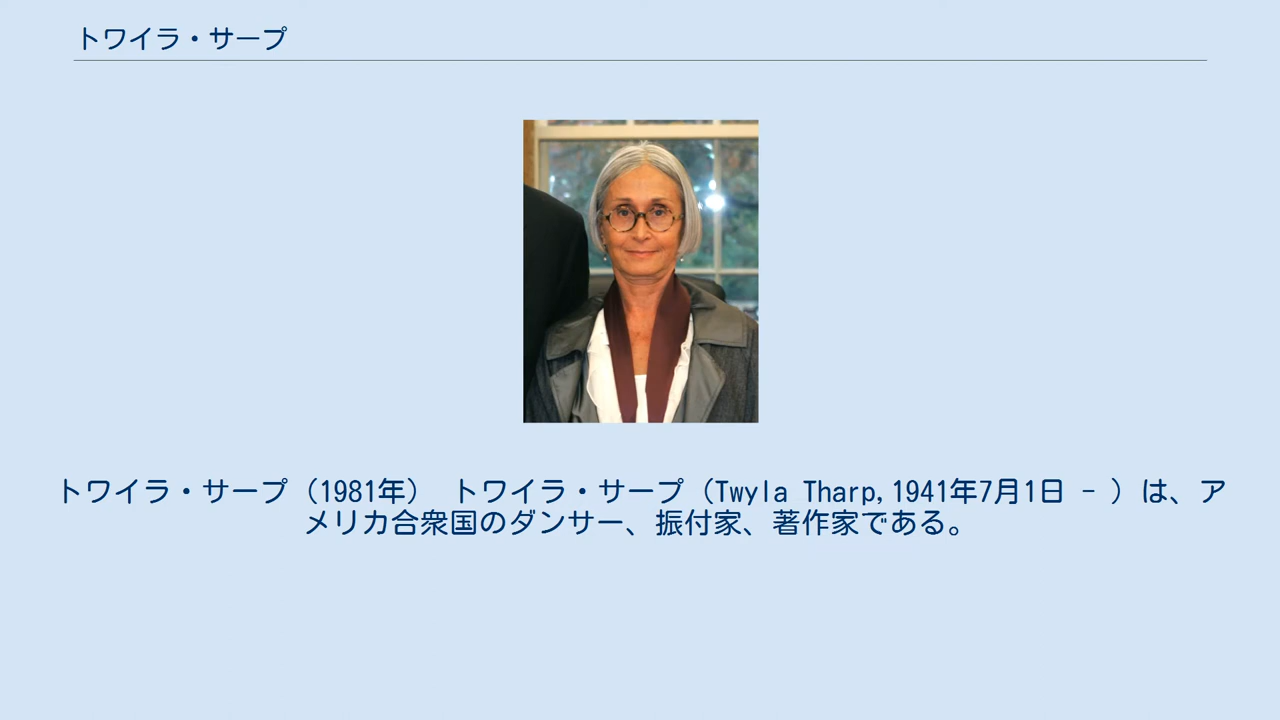 トワイラ・サープ
トワイラ・サープ（1981年）　トワイラ・サープ（Twyla Tharp,1941年7月1日 - ）は、ア
メリカ合衆国のダンサー、振付家、著作家である。